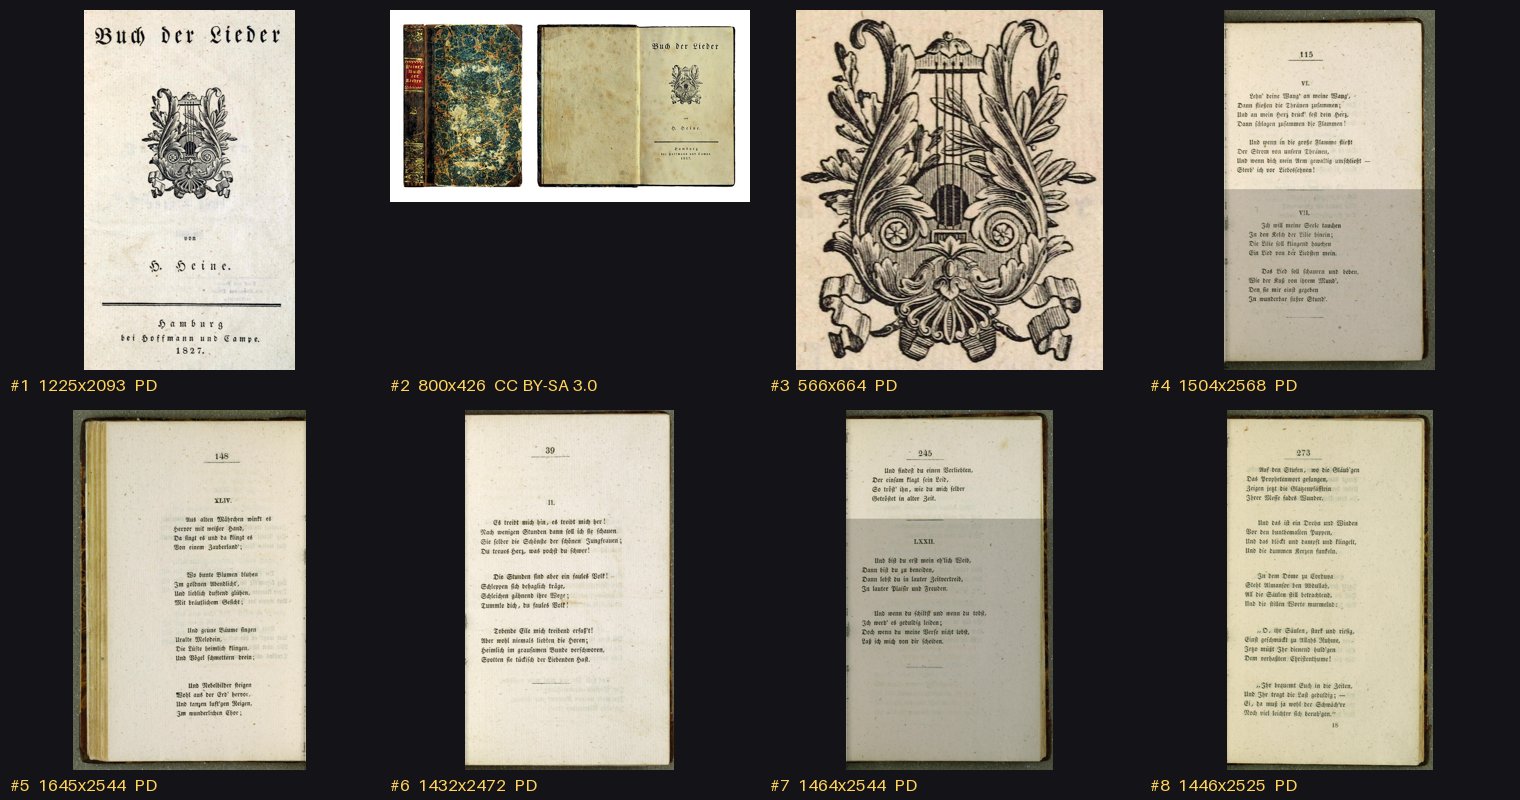 Buch der Lieder
von
H. Heine.
Hamburg
bei Hoffmann und Campe.
1827.
#1 1225x2093 PD
Buch der Lieder
von
H. Heine.
Hamburg
bei Hoffmann und Campe.
1827.
#2 800x426 CC BY-SA 3.0
#3 566x664 PD
115
VI.
Lehn' deine Wang' an meine Wang',
Dann fließen die Thränen zusammen;
Und an mein Herz drück' fest dein Herz,
Dann schlagen zusammen die Flammen!
Und wenn in die große Flamme fließt
Der Strom von unsern Thränen,
Und wenn dich mein Arm gewaltig umschließt —
Sterb' ich vor Liebessehnen!
VII.
Ich will meine Seele tauchen
In den Kelch der Lilie hinein;
Die Lilie soll klingend hauchen
Ein Lied von der Liebsten mein.
Das Lied soll schauern und beben,
Wie der Kuß von ihrem Mund',
Den sie mir einst gegeben
In wunderbar süßer Stund'.
#4 1504x2568 PD
148
XLIV.
Aus alten Mährchen winkt es
Hervor mit weißer Hand,
Da singt es und da klingt es
Von einem Zauberland';
Wo bunte Blumen blühen
Im goldnen Abendlicht',
Und lieblich duftend glühen,
Mit bräutlichem Gesicht;
Und grüne Bäume singen
Uralte Melodein,
Die Lüfte heimlich klingen,
Und Vögel schmettern drein;
Und Nebelbilder steigen
Wohl aus der Erd' hervor,
Und tanzen luft'gen Reigen,
Im wunderlichen Chor;
#5 1645x2544 PD
39
II.
Es treibt mich hin, es treibt mich her!
Noch wenigen Stunden dann soll ich sie schauen
Sie selber die Schönste der schönen Jungfrauen;
Du treues Herz, was pochst du schwer!
Die Stunden sind aber ein faules Volk!
Schleppen sich behaglich träge,
Schleichen gähnend ihre Wege;
Tummle dich, du faules Volk!
Tobende Eile mich treibend erfaßt!
Aber wohl niemals liebten die Horen;
Heimlich im grausamen Bunde verschworen,
Spotten sie tückisch der Liebenden Hast.
#6 1432x2472 PD
245
Und findest du einen Verliebten,
Der einsam klagt sein Leid,
So tröst' ihn, wie du mich selber
Getröstet in alter Zeit.
LXXII.
Und bist du erst mein eh'lich Weib,
Dann bist du zu beneiden,
Dann lebst du in lauter Zeitvertreib,
In lauter Plaisir und Freuden.
Und wenn du schiltst und wenn du tobst,
Ich werd' es geduldig leiden;
Doch wenn du meine Verse nicht lobst,
Laß ich mich von dir scheiden.
#7 1464x2544 PD
273
Auf den Stufen, wo die Gläub'gen
Das Prophetenwort gesungen,
Zeigen jetzt die Glatzenpfäfflein
Ihrer Messe fades Wunder.
Und das ist ein Drehn und Winden
Vor den buntbemalten Puppen,
Und das blökt und dampft und klingelt,
Und die dummen Kerzen funkeln.
In dem Dome zu Corduva
Steht Almansor ben Abdullah,
All die Säulen still betrachtend,
Und die stillen Worte murmelnd:
„O, ihr Säulen, stark und riesig,
Einst geschmückt zu Allahs Ruhme,
Jetzo müßt Ihr dienend huld'gen
Dem verhaßten Christenthume!
„Ihr bequemt Euch in die Zeiten,
Und Ihr tragt die Last geduldig; —
Ei, da muß ja wohl der Schwäch're
Noch viel leichter sich beruh'gen.“
18
#8 1446x2525 PD